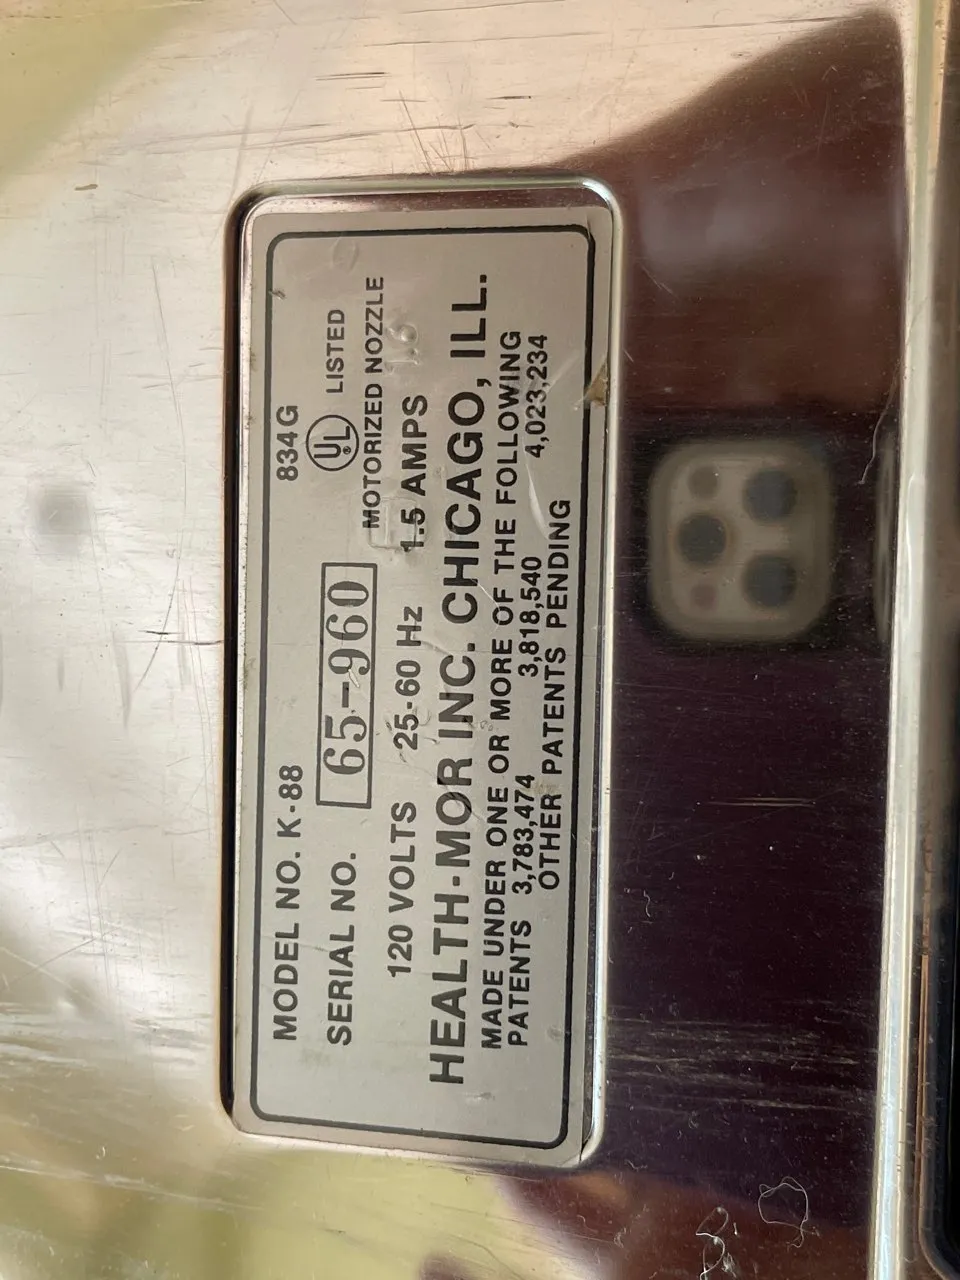 MODEL NO. K-88 834G
SERIAL NO. 65-960 UL LISTED
MOTORIZED NOZZLE
120 VOLTS 25-60 Hz 1.5 AMPS
HEALTH-MOR INC. CHICAGO, ILL.
MADE UNDER ONE OR MORE OF THE FOLLOWING
PATENTS 3,783,474 3,818,540 4,023,234
OTHER PATENTS PENDING